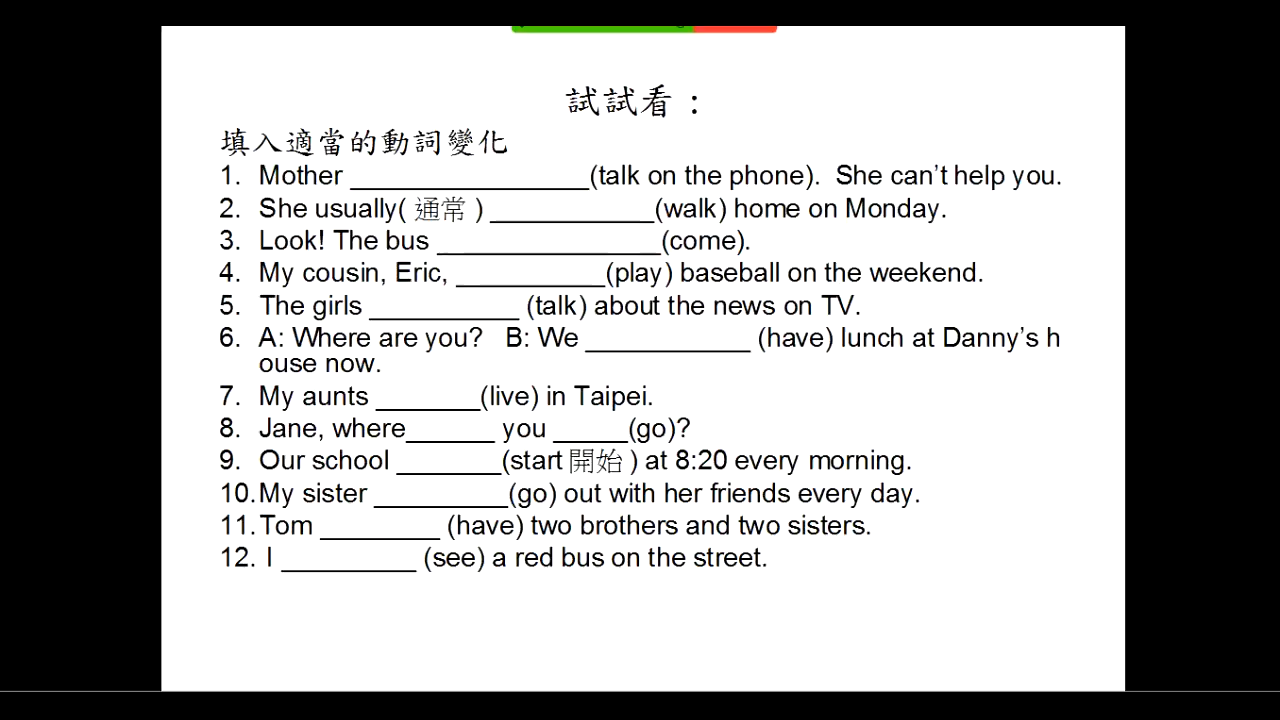 試試看：
填入適當的動詞變化
1. Mother ________________(talk on the phone).  She can't help you.
2. She usually( 通常 ) ___________(walk) home on Monday.
3. Look! The bus _______________(come).
4. My cousin, Eric, __________(play) baseball on the weekend.
5. The girls __________ (talk) about the news on TV.
6. A: Where are you?   B: We ___________ (have) lunch at Danny's h
ouse now.
7. My aunts _______(live) in Taipei.
8. Jane, where______ you _____(go)?
9. Our school _______(start 開始 ) at 8:20 every morning.
10. My sister _________(go) out with her friends every day.
11. Tom ________ (have) two brothers and two sisters.
12. I _________ (see) a red bus on the street.